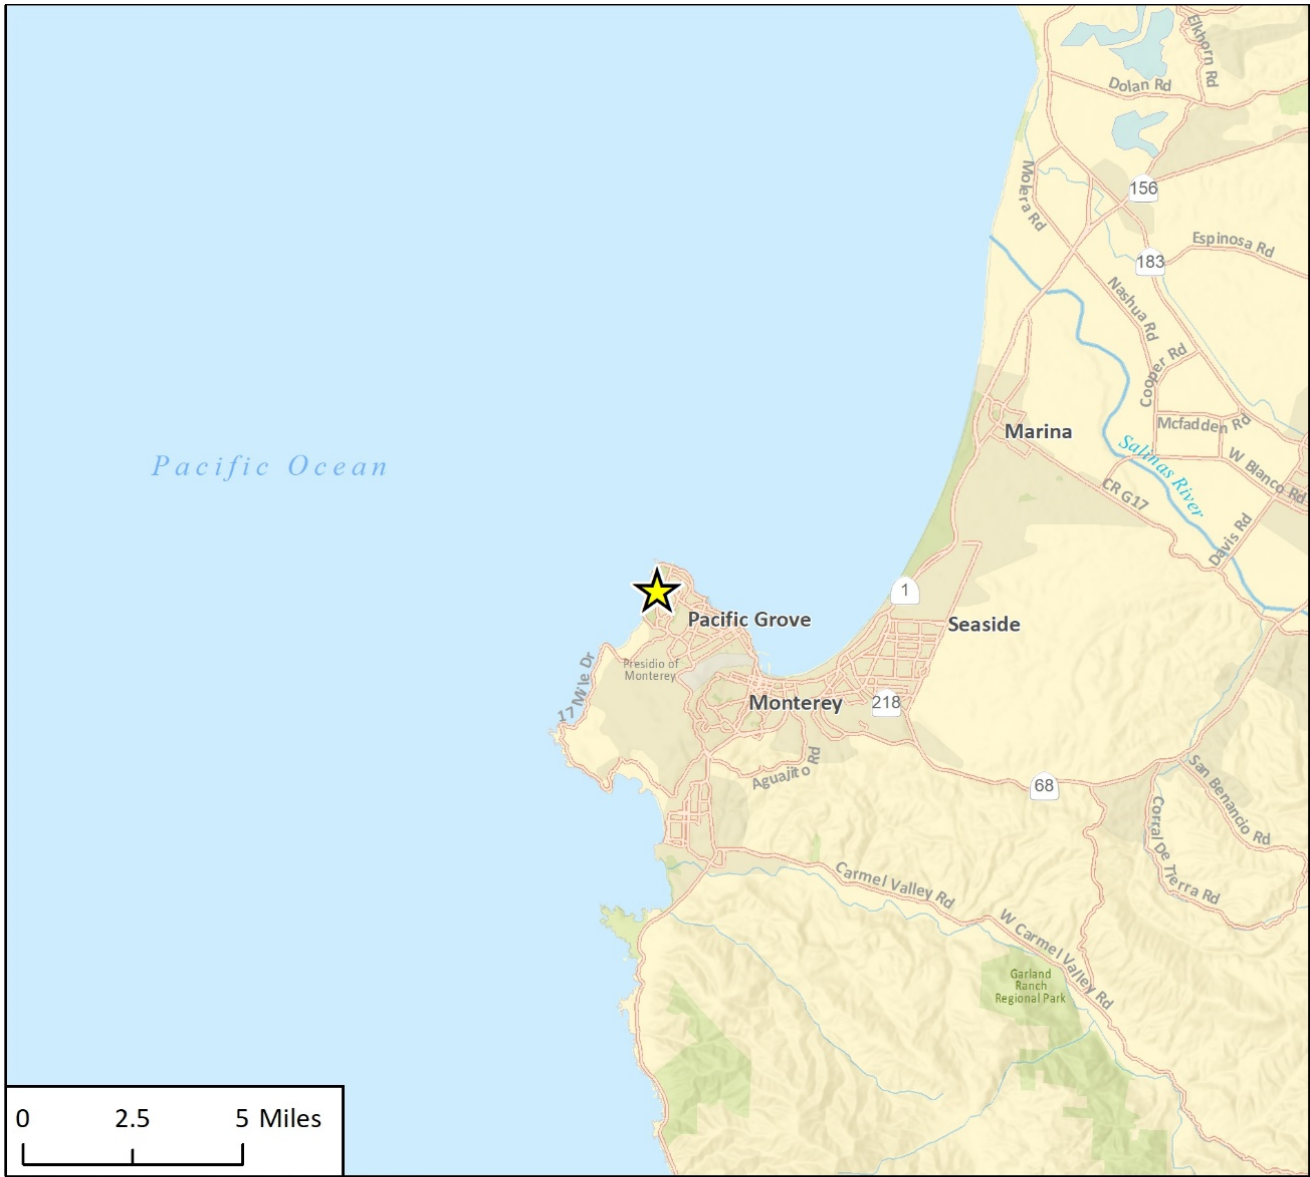 Elkhorn Rd
Dolan Rd
156
Molera Rd
Espinosa Rd
183
Nashua Rd
Cooper Rd
Mcfadden Rd
Marina
Salinas River
W Blanco Rd
Pacific Ocean
CR G17
Davis Rd
1
Pacific Grove
Seaside
Presidio of
Monterey
17 Mile Dr
Monterey
218
Aguajito Rd
68
San Benancio Rd
Corral De Tierra Rd
Carmel Valley Rd
W Carmel Valley Rd
Garland
Ranch
Regional Park
0 2.5 5 Miles